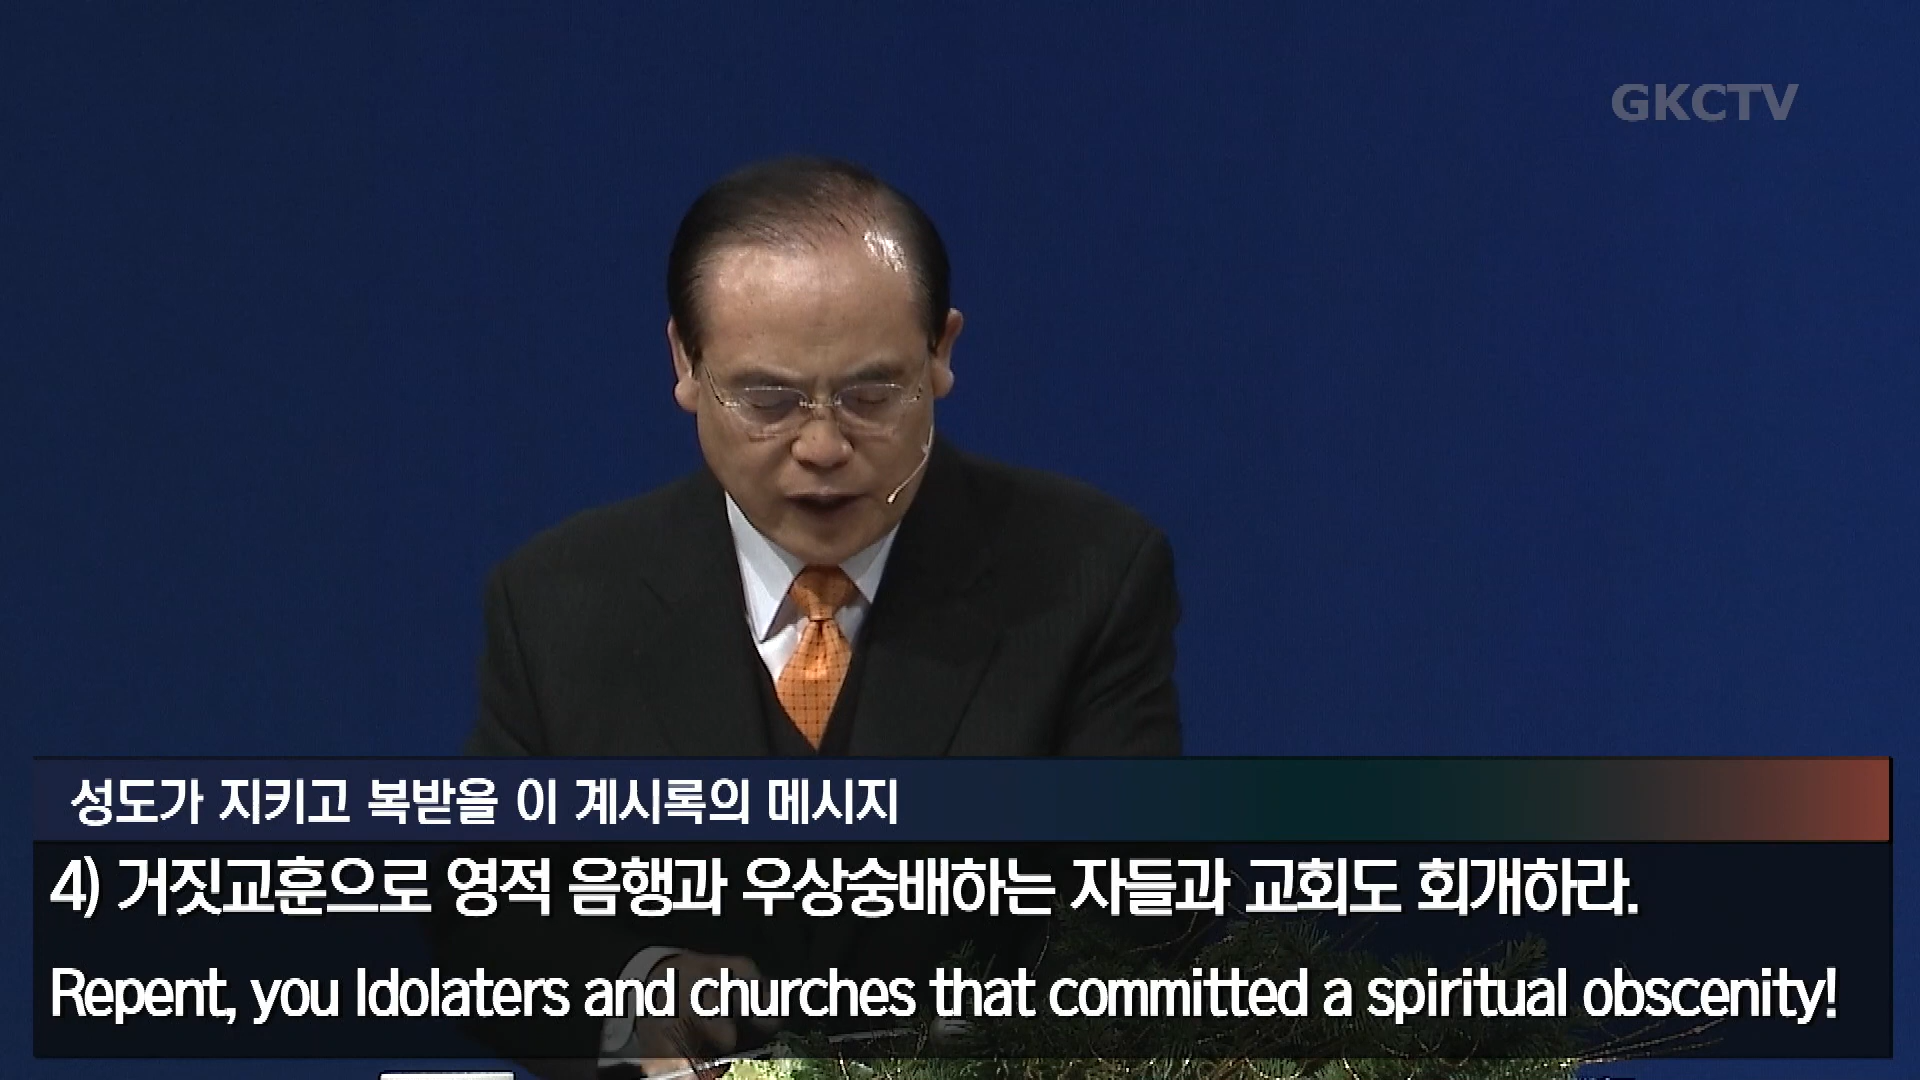 GKCTV
성도가 지키고 복받을 이 계시록의 메시지
4) 거짓교훈으로 영적 음행과 우상숭배하는 자들과 교회도 회개하라.
Repent, you Idolaters and churches that committed a spiritual obscenity!